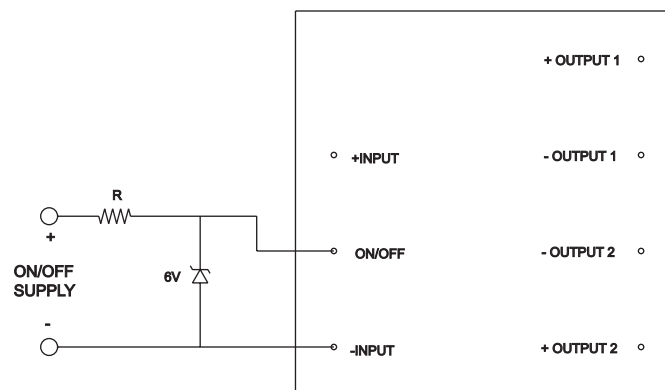 + OUTPUT 1
+INPUT
- OUTPUT 1
R
+
ON/OFF
- OUTPUT 2
ON/OFF
SUPPLY
6V
-
-INPUT
+ OUTPUT 2